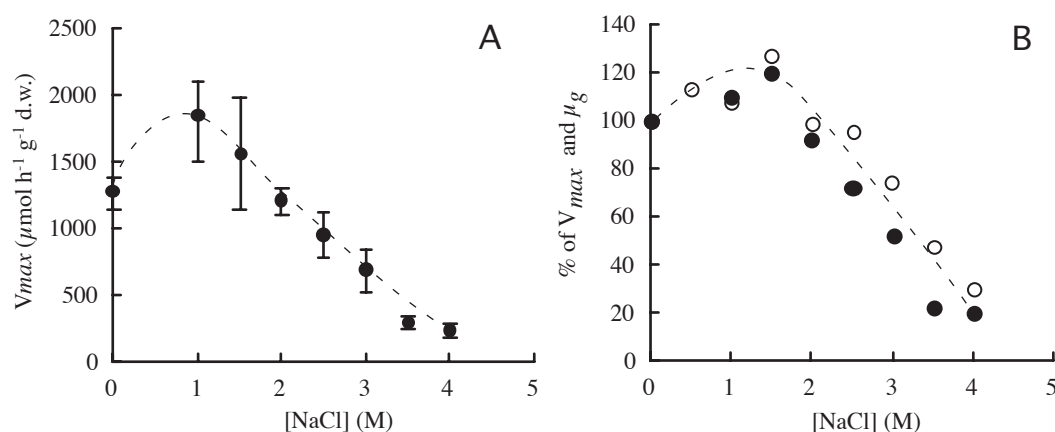 A
2500
2000
1500
1000
500
0
Vmax (µmol h⁻¹ g⁻¹ d.w.)
0 1 2 3 4 5
[NaCl] (M)
B
140
120
100
80
60
40
20
0
% of Vmax and µg
0 1 2 3 4 5
[NaCl] (M)